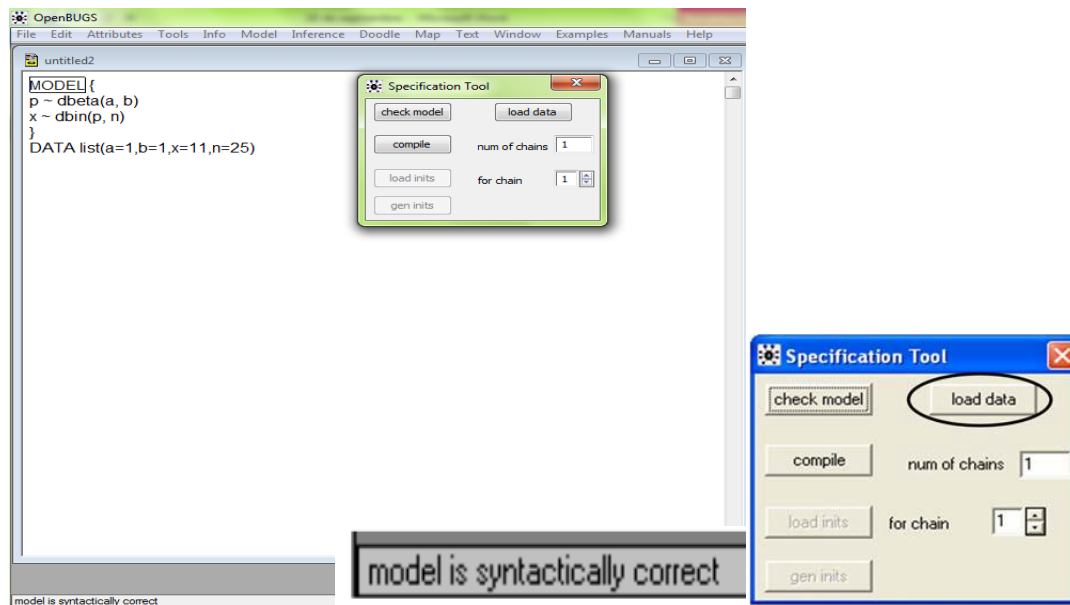 OpenBUGS
File Edit Attributes Tools Info Model Inference Doodle Map Text Window Examples Manuals Help
untitled2
MODEL {
p ~ dbeta(a, b)
x ~ dbin(p, n)
}
DATA list(a=1,b=1,x=11,n=25)
Specification Tool
check model load data
compile num of chains 1
load inits for chain 1
gen inits
model is syntactically correct
model is syntactically correct
Specification Tool
check model load data
compile num of chains 1
load inits for chain 1
gen inits